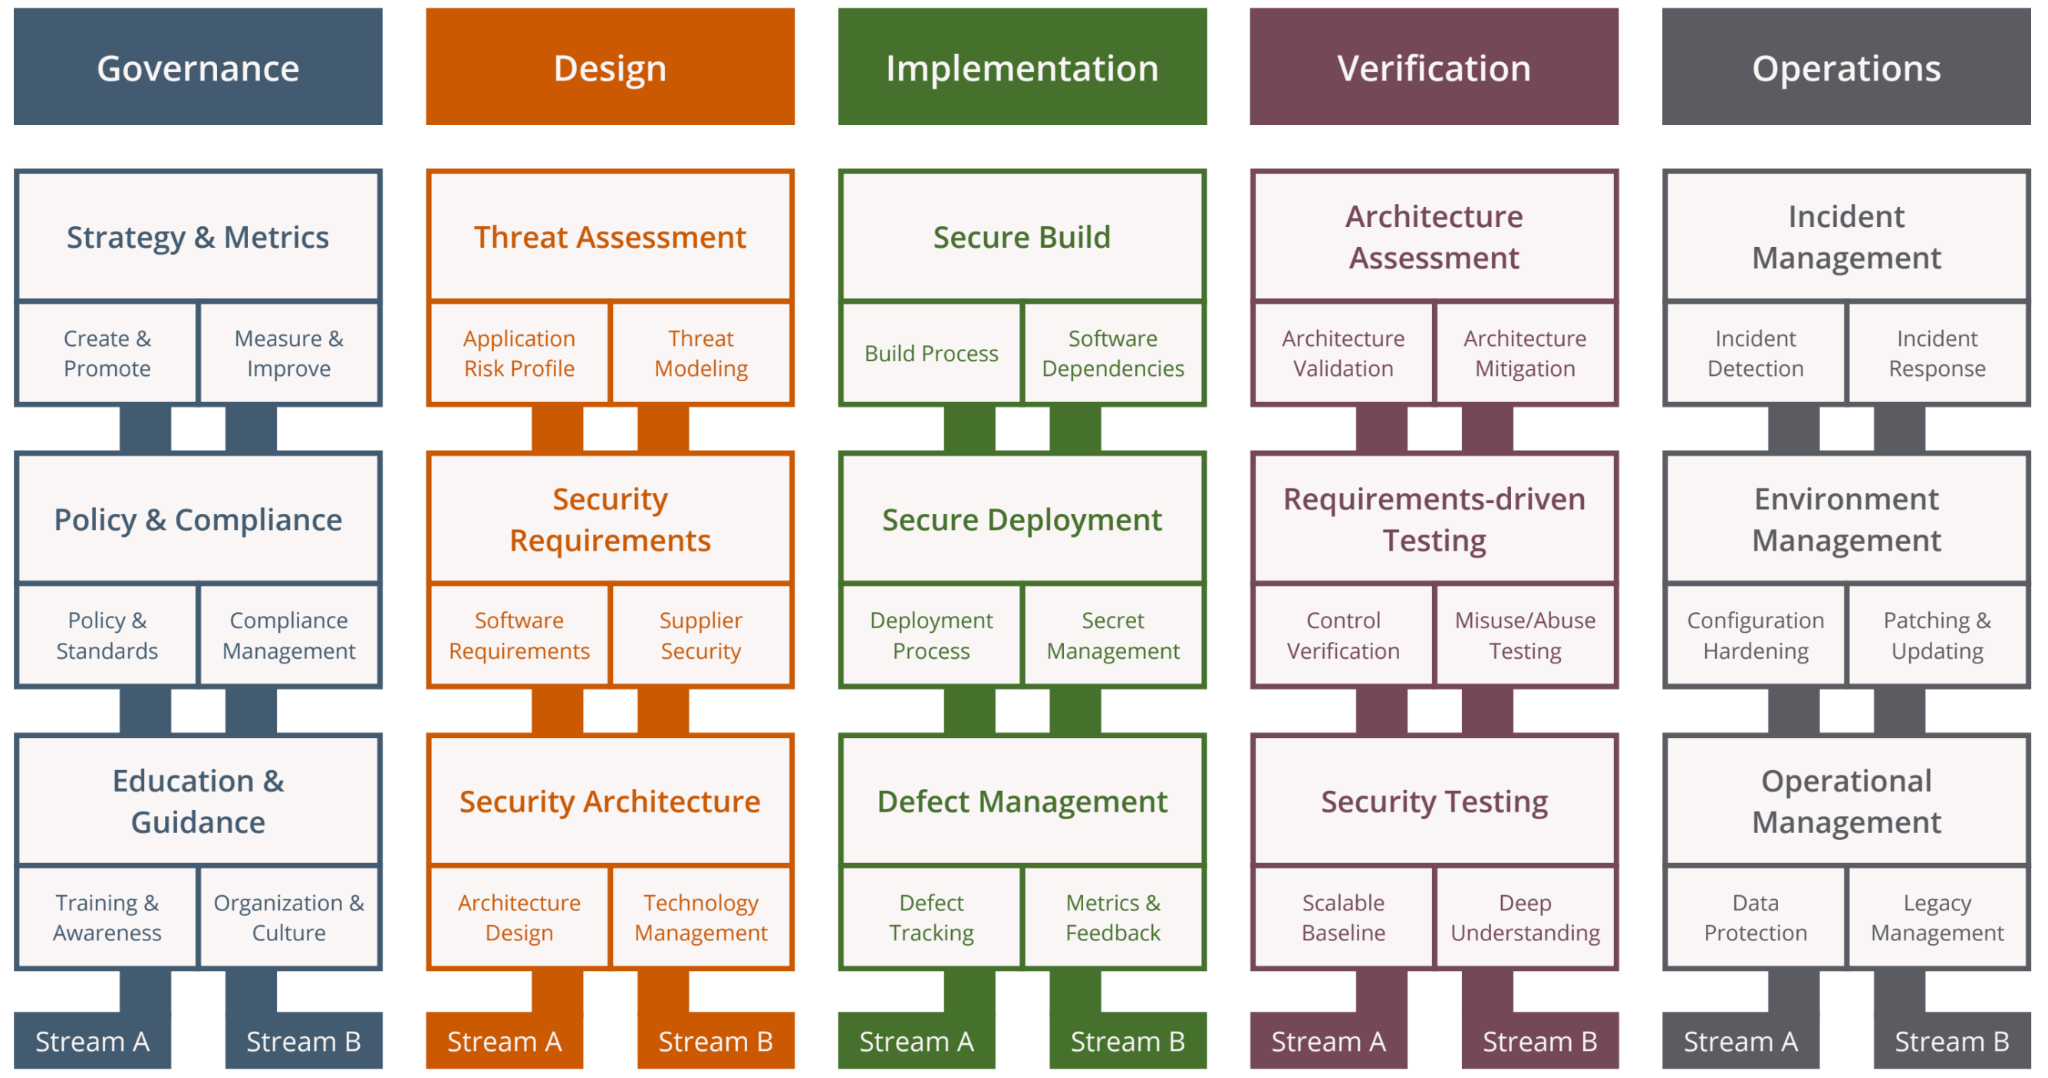 Governance
Design
Implementation
Verification
Operations
Strategy & Metrics
Create &
Promote
Measure &
Improve
Policy & Compliance
Policy &
Standards
Compliance
Management
Education &
Guidance
Training &
Awareness
Organization &
Culture
Stream A
Stream B
Threat Assessment
Application
Risk Profile
Threat
Modeling
Security
Requirements
Software
Requirements
Supplier
Security
Security Architecture
Architecture
Design
Technology
Management
Stream A
Stream B
Secure Build
Build Process
Software
Dependencies
Secure Deployment
Deployment
Process
Secret
Management
Defect Management
Defect
Tracking
Metrics &
Feedback
Stream A
Stream B
Architecture
Assessment
Architecture
Validation
Architecture
Mitigation
Requirements-driven
Testing
Control
Verification
Misuse/Abuse
Testing
Security Testing
Scalable
Baseline
Deep
Understanding
Stream A
Stream B
Incident
Management
Incident
Detection
Incident
Response
Environment
Management
Configuration
Hardening
Patching &
Updating
Operational
Management
Data
Protection
Legacy
Management
Stream A
Stream B